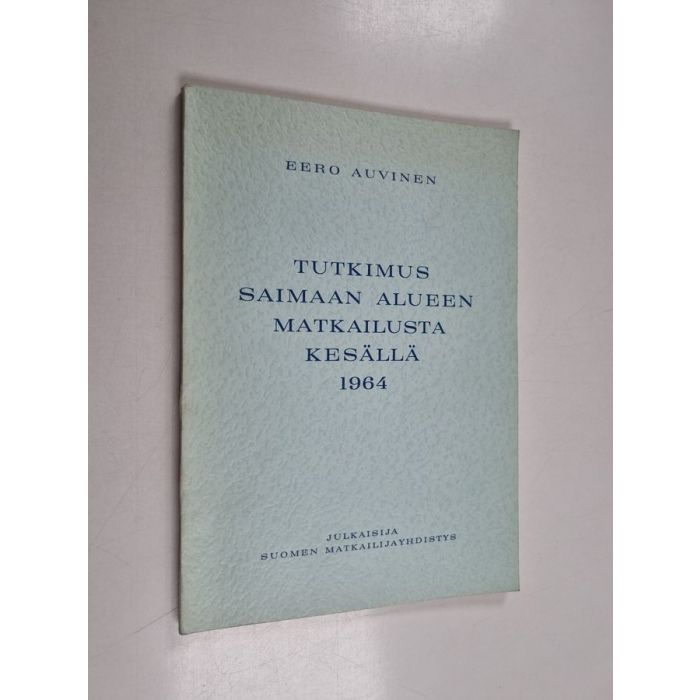 EERO AUVINEN
TUTKIMUS
SAIMAAN ALUEEN
MATKAILUSTA
KESÄLLÄ
1964
JULKAISIJA
SUOMEN MATKAILIJAYHDISTYS